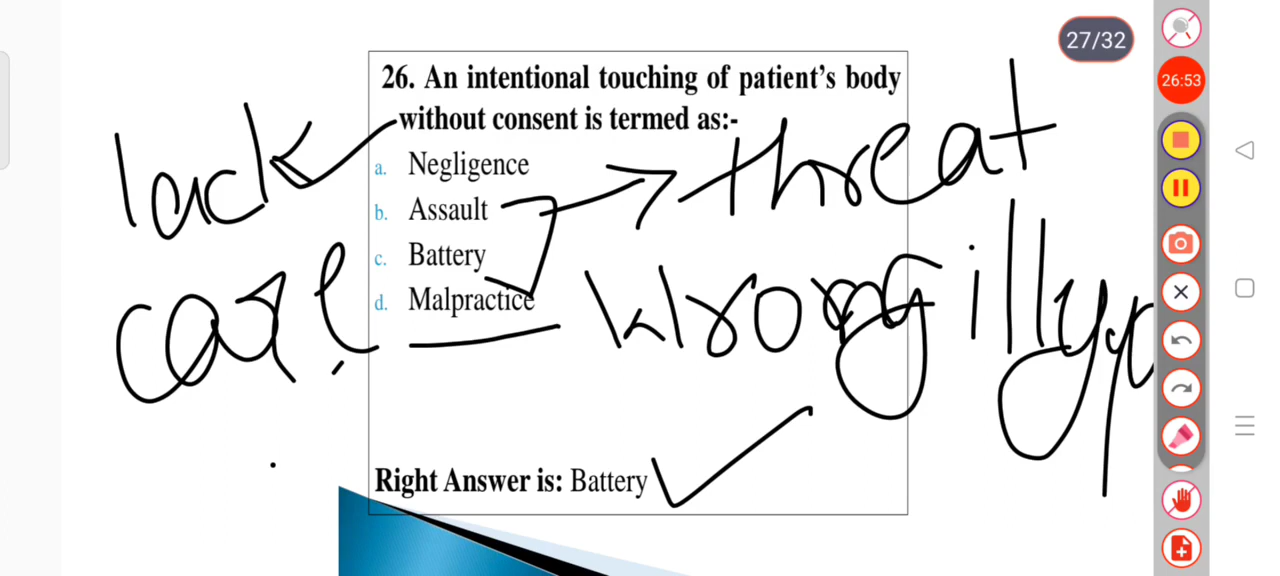 27/32
26:53
26. An intentional touching of patient's body
without consent is termed as:-
a. Negligence
b. Assault
c. Battery
d. Malpractice
Right Answer is: Battery
lack
care
threat
wrong